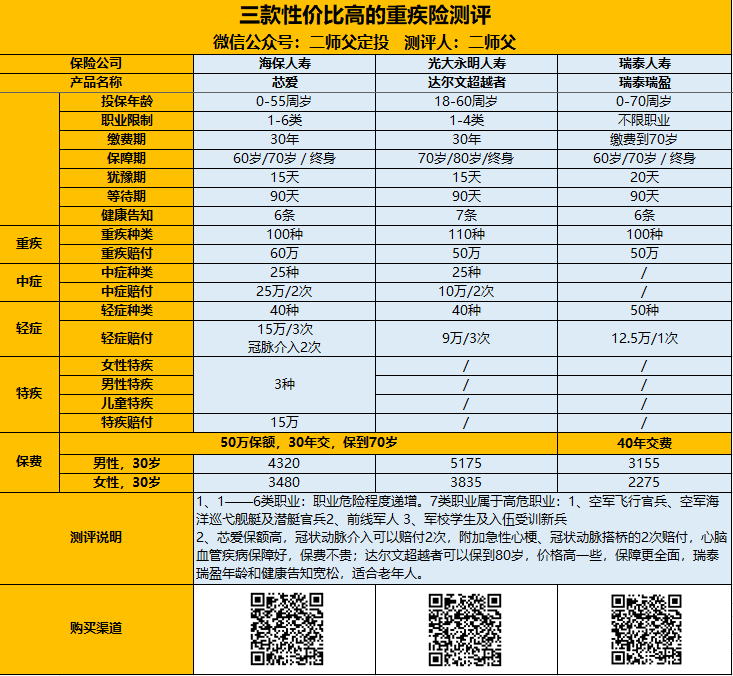 三款性价比高的重疾险测评
微信公众号：二师父定投 测评人：二师父
保险公司 海保人寿 光大永明人寿 瑞泰人寿
产品名称 芯爱 达尔文超越者 瑞泰瑞盈
投保年龄 0-55周岁 18-60周岁 0-70周岁
职业限制 1-6类 1-4类 不限职业
缴费期 30年 30年 缴费到70岁
保障期 60岁/70岁 / 终身 70岁/80岁/终身 60岁/70岁 / 终身
犹豫期 15天 15天 20天
等待期 90天 90天 90天
健康告知 6条 7条 6条
重疾 重疾种类 100种 110种 100种
重疾赔付 60万 50万 50万
中症 中症种类 25种 25种 /
中症赔付 25万/2次 10万/2次 /
轻症 轻症种类 40种 40种 50种
轻症赔付 15万/3次 9万/3次 12.5万/1次
冠脉介入2次
特疾 女性特疾 3种 / /
男性特疾 / /
儿童特疾 / /
特疾赔付 15万 / /
保费 50万保额，30年交，保到70岁 40年交费
男性，30岁 4320 5175 3155
女性，30岁 3480 3835 2275
测评说明 1、1——6类职业：职业危险程度递增。7类职业属于高危职业：1、空军飞行官兵、空军海
洋巡弋舰艇及潜艇官兵2、前线军人 3、军校学生及入伍受训新兵
2、芯爱保额高，冠状动脉介入可以赔付2次，附加急性心梗、冠状动脉搭桥的2次赔付，心脑
血管疾病保障好，保费不贵；达尔文超越者可以保到80岁，价格高一些，保障更全面，瑞泰
瑞盈年龄和健康告知宽松，适合老年人。
购买渠道